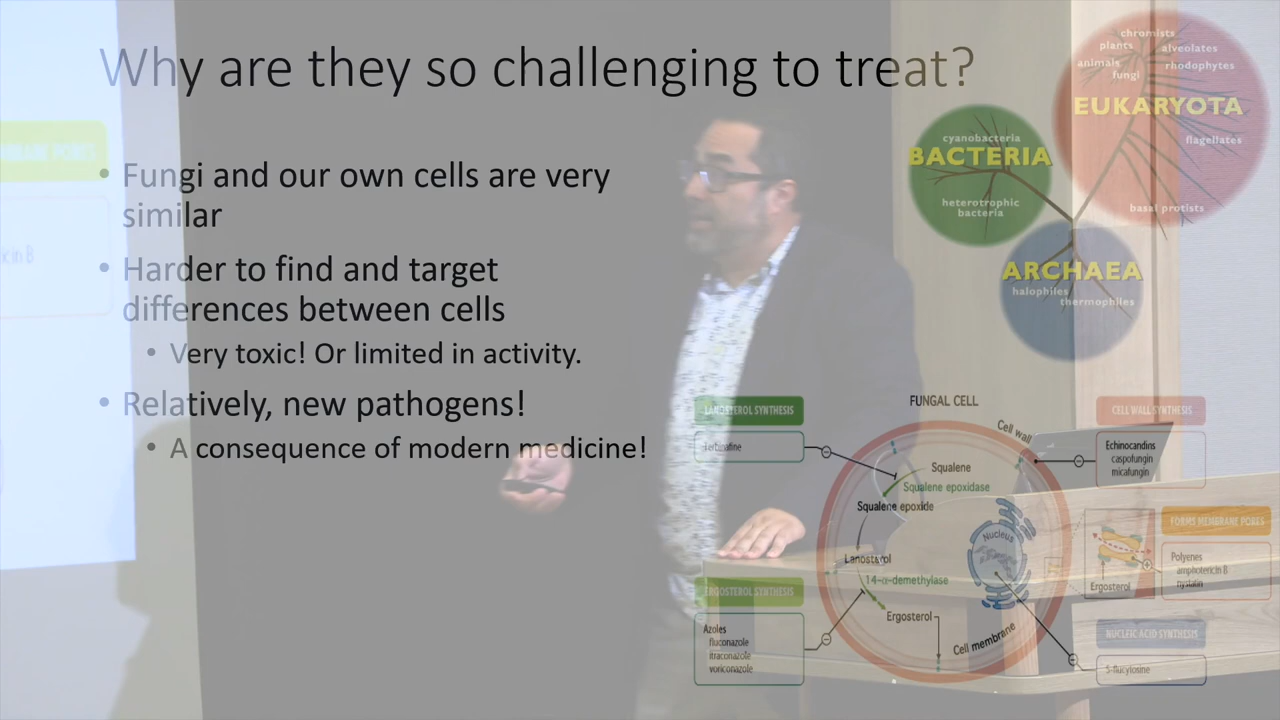 Why are they so challenging to treat?
• Fungi and our own cells are very
similar
• Harder to find and target
differences between cells
• Very toxic! Or limited in activity.
• Relatively, new pathogens!
• A consequence of modern medicine!
chromists
plants
alveolates
animals
rhodophytes
fungi
EUKARYOTA
flagellates
basal protists
cyanobacteria
BACTERIA
heterotrophic
bacteria
ARCHAEA
halophiles
thermophiles
FUNGAL CELL
LANOSTEROL SYNTHESIS
Terbinafine
Cell wall
CELL WALL SYNTHESIS
Echinocandins
caspofungin
micafungin
Squalene
Squalene epoxidase
Squalene epoxide
Nucleus
Lanosterol
14-α-demethylase
Ergosterol
Cell membrane
FORMS MEMBRANE PORES
Polyenes
amphotericin B
nystatin
Ergosterol
ERGOSTEROL SYNTHESIS
Azoles
fluconazole
itraconazole
voriconazole
NUCLEIC ACID SYNTHESIS
5-flucytosine
MBRANE PORES
icin B